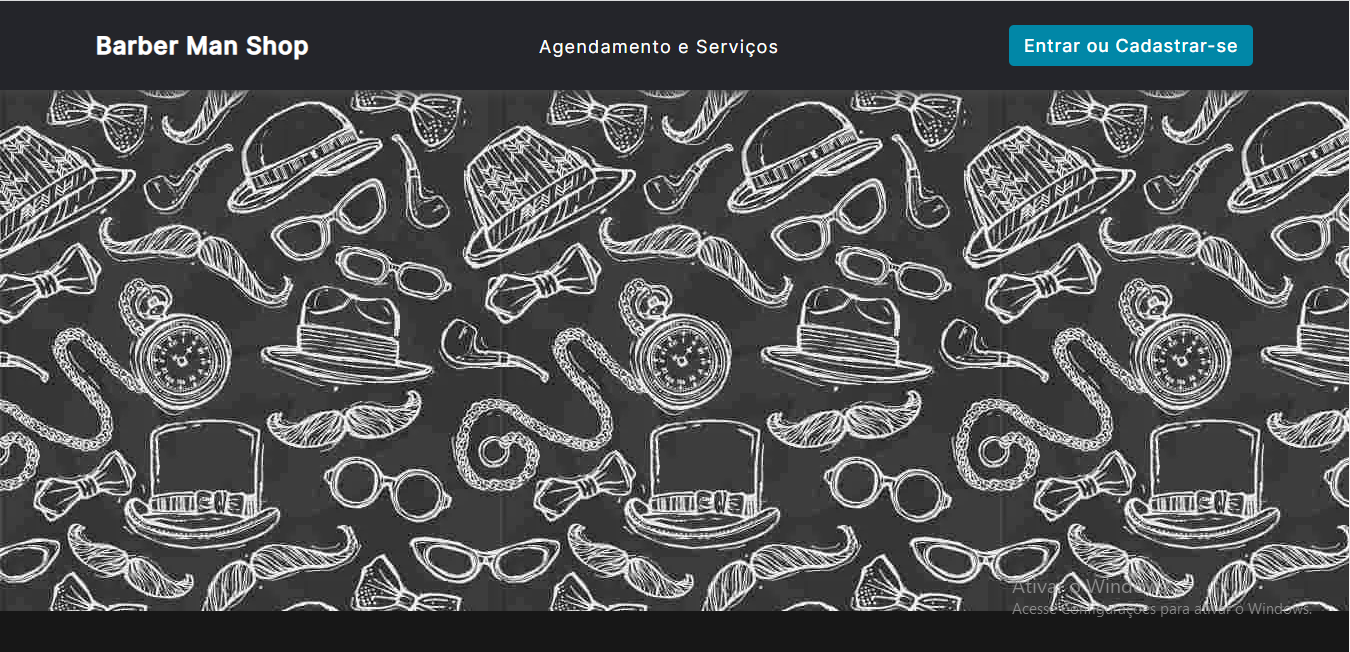 Barber Man Shop
Agendamento e Serviços
Entrar ou Cadastrar-se
Ativar o Windows
Acesse Configurações para ativar o Windows.